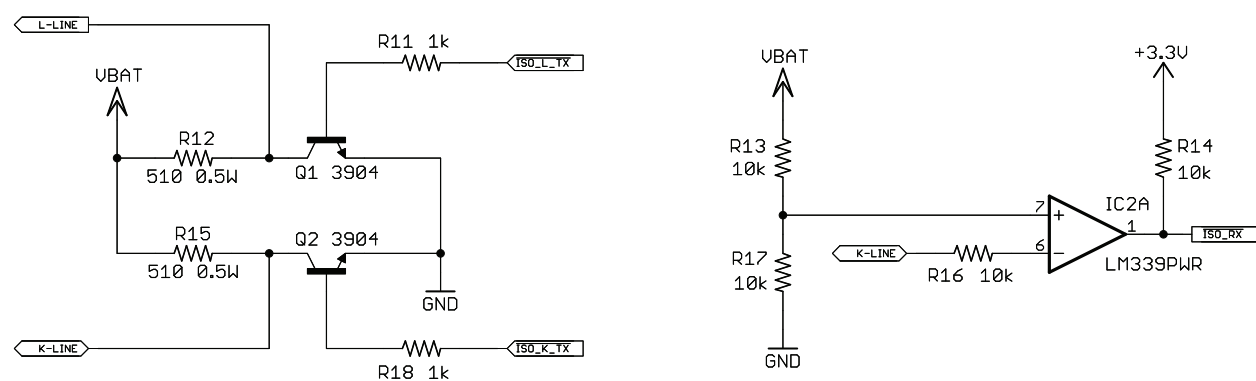 L-LINE
R11 1k
ISO_L_TX
VBAT
R12
510 0.5W
Q1 3904
R15
510 0.5W
Q2 3904
GND
K-LINE
R18 1k
ISO_K_TX
VBAT
+3.3V
R13
10k
R14
10k
7
IC2A
+
1
ISO_RX
K-LINE
6
-
R16 10k
LM339PWR
R17
10k
GND